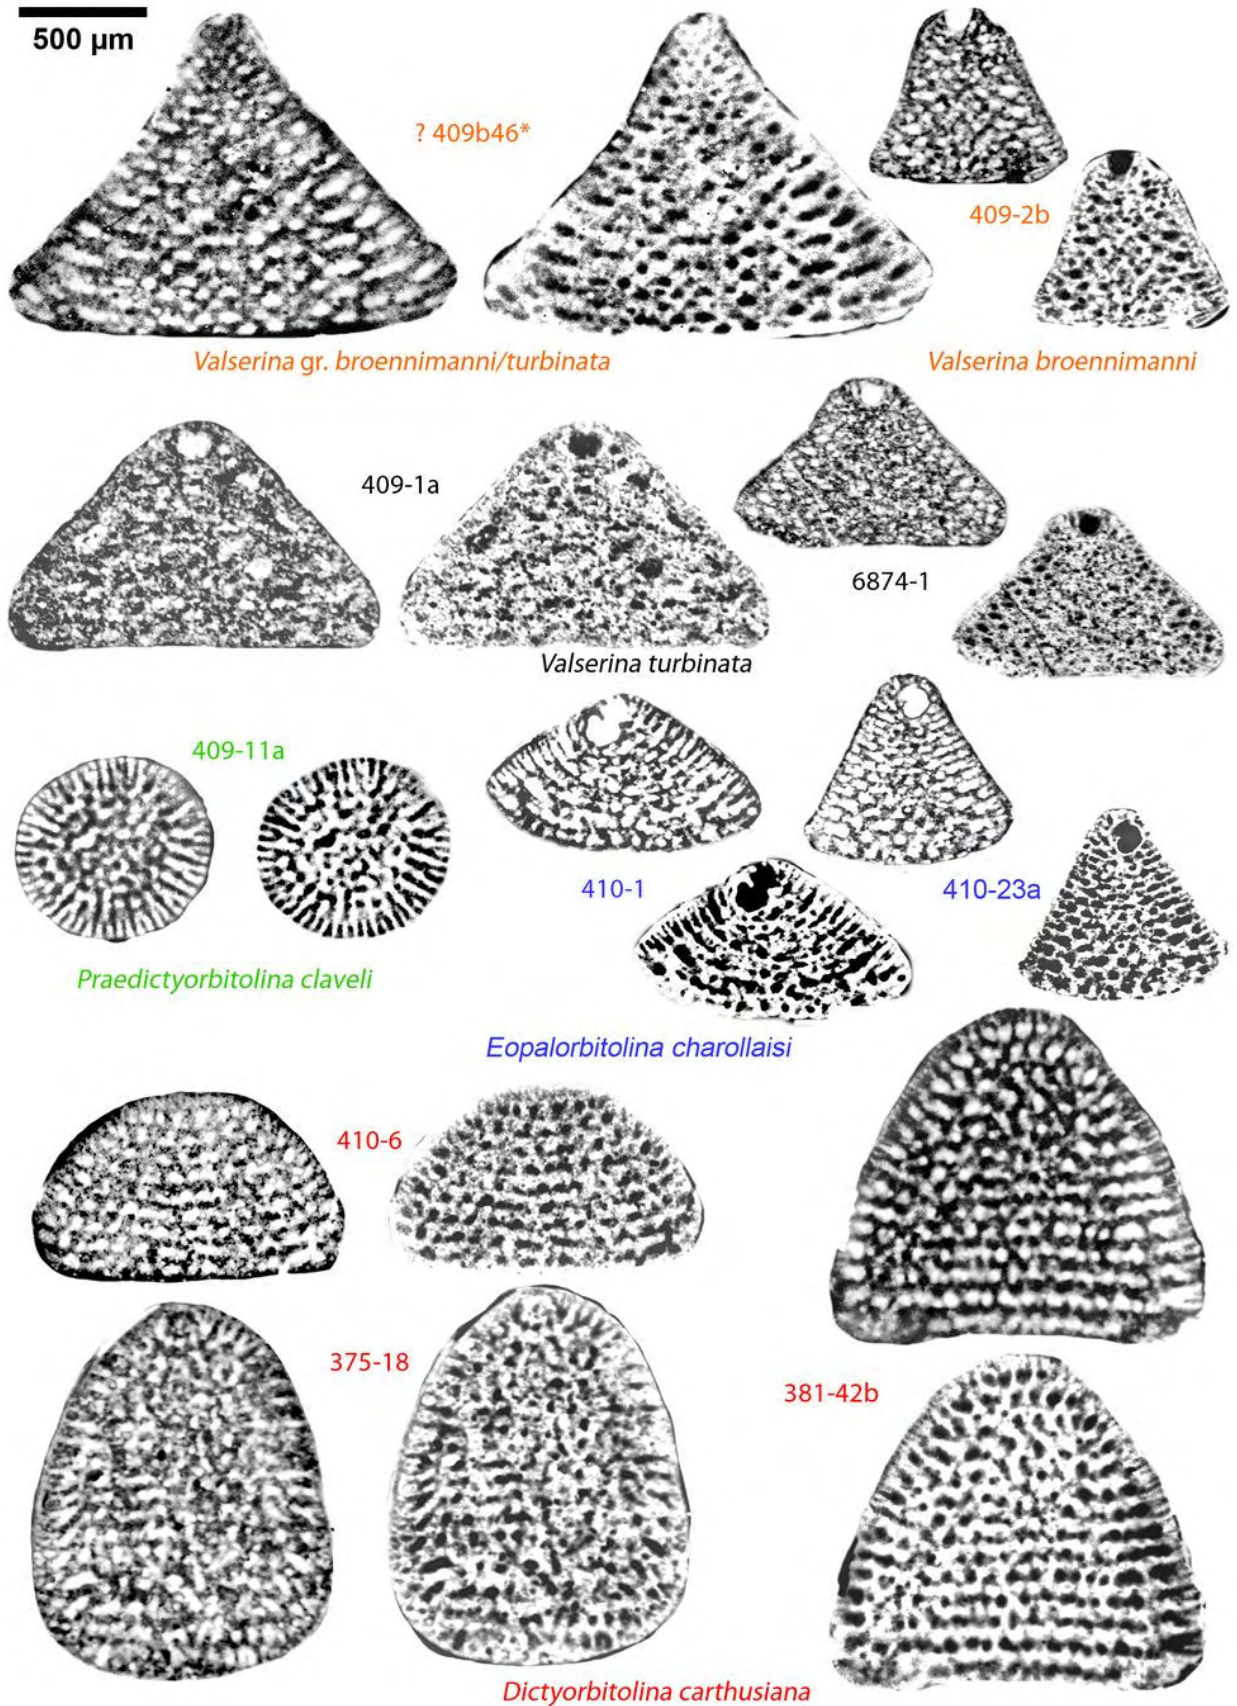 500 µm
? 409b46*
409-2b
Valserina gr. broennimanni/turbinata
Valserina broennimanni
409-1a
6874-1
Valserina turbinata
409-11a
410-1
410-23a
Praedictyorbitolina claveli
Eopalorbitolina charollaisi
410-6
375-18
381-42b
Dictyorbitolina carthusiana